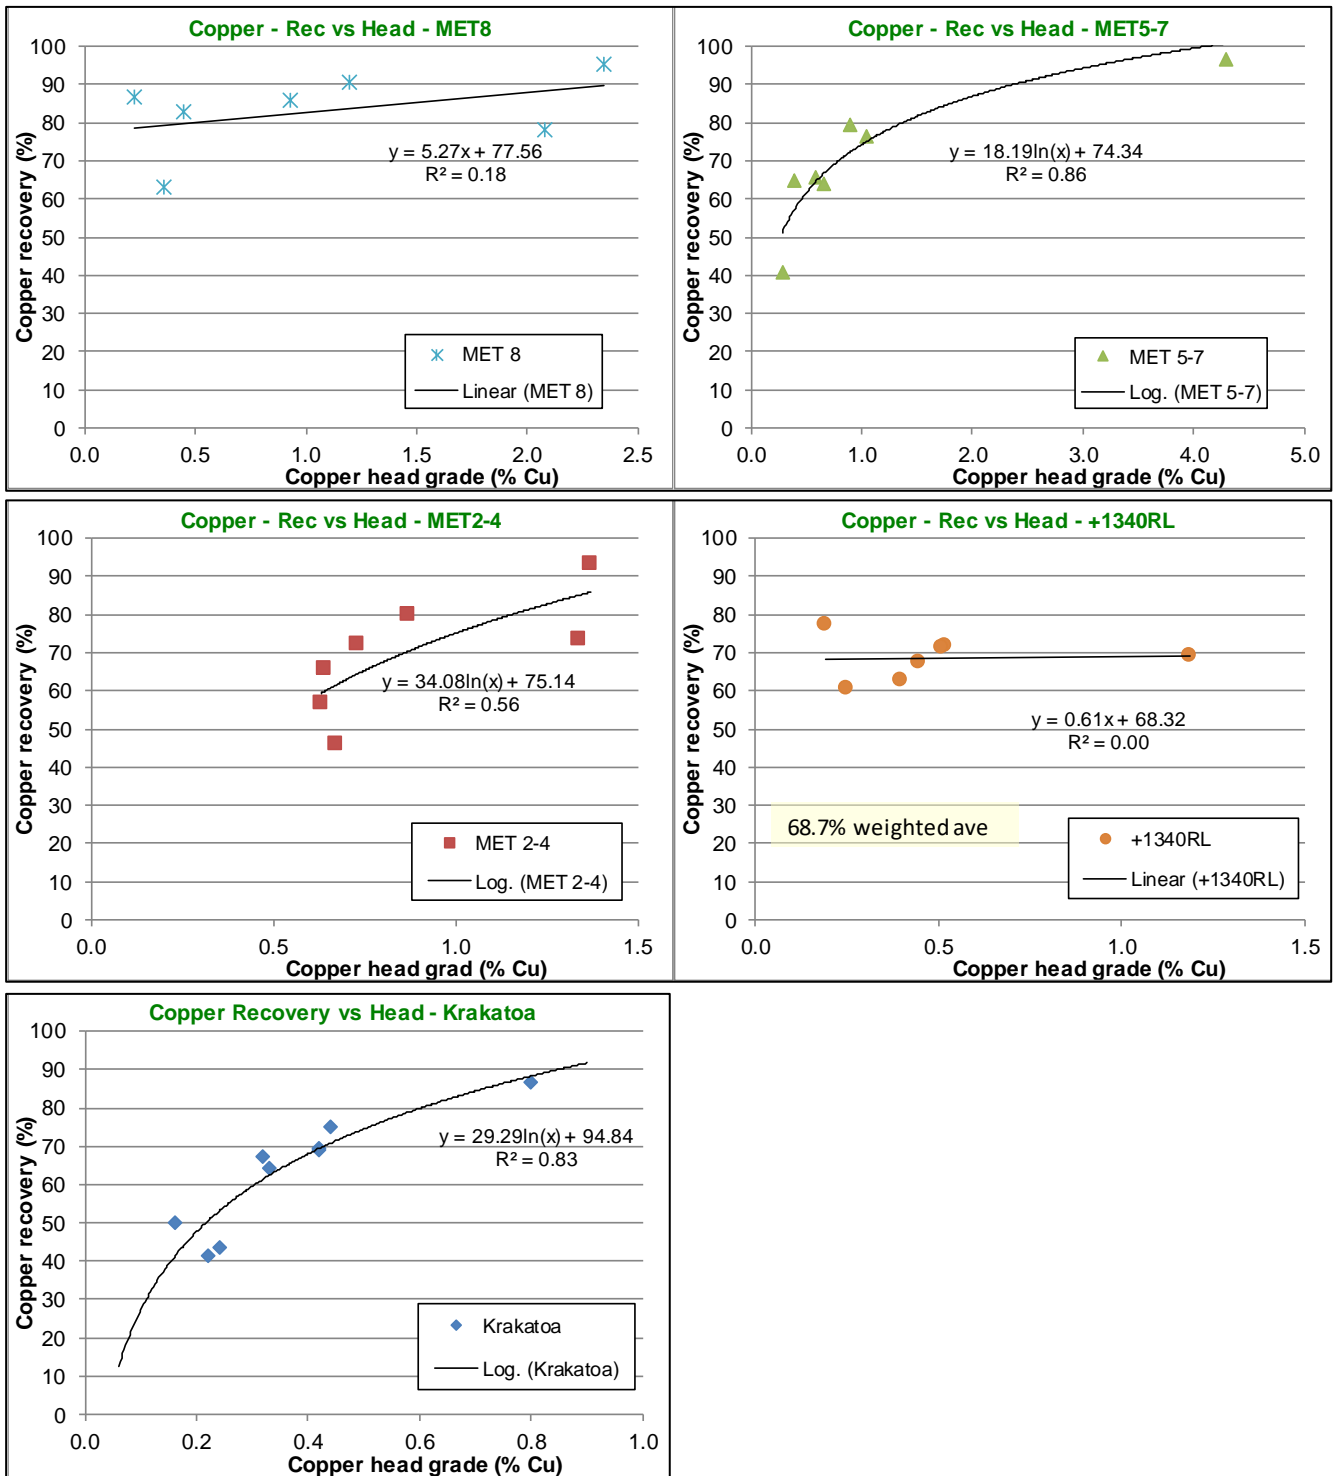 Copper - Rec vs Head - MET8
Copper recovery (%)
100
90
80
70
60
50
40
30
20
10
0
y = 5.27x + 77.56
R² = 0.18
MET 8
Linear (MET 8)
0.0 0.5 1.0 1.5 2.0 2.5
Copper head grade (% Cu)
Copper - Rec vs Head - MET5-7
Copper recovery (%)
100
90
80
70
60
50
40
30
20
10
0
y = 18.19ln(x) + 74.34
R² = 0.86
MET 5-7
Log. (MET 5-7)
0.0 1.0 2.0 3.0 4.0 5.0
Copper head grade (% Cu)
Copper - Rec vs Head - MET2-4
Copper recovery (%)
100
90
80
70
60
50
40
30
20
10
0
y = 34.08ln(x) + 75.14
R² = 0.56
MET 2-4
Log. (MET 2-4)
0.0 0.5 1.0 1.5
Copper head grad (% Cu)
Copper - Rec vs Head - +1340RL
Copper recovery (%)
100
90
80
70
60
50
40
30
20
10
0
y = 0.61x + 68.32
R² = 0.00
68.7% weighted ave
+1340RL
Linear (+1340RL)
0.0 0.5 1.0 1.5
Copper head grade (% Cu)
Copper Recovery vs Head - Krakatoa
Copper recovery (%)
100
90
80
70
60
50
40
30
20
10
0
y = 29.29ln(x) + 94.84
R² = 0.83
Krakatoa
Log. (Krakatoa)
0.0 0.2 0.4 0.6 0.8 1.0
Copper head grade (% Cu)